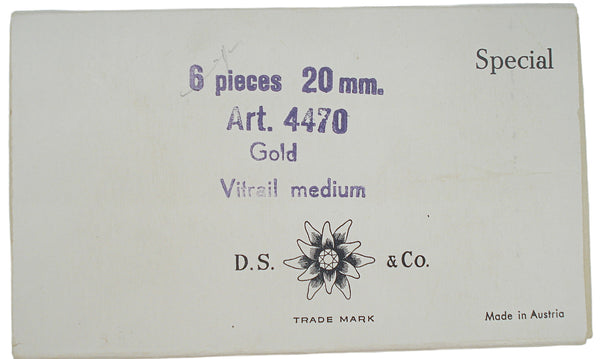 Special
6 pieces 20 mm.
Art. 4470
Gold
Vitrail medium
D.S. & Co.
TRADE MARK
Made in Austria